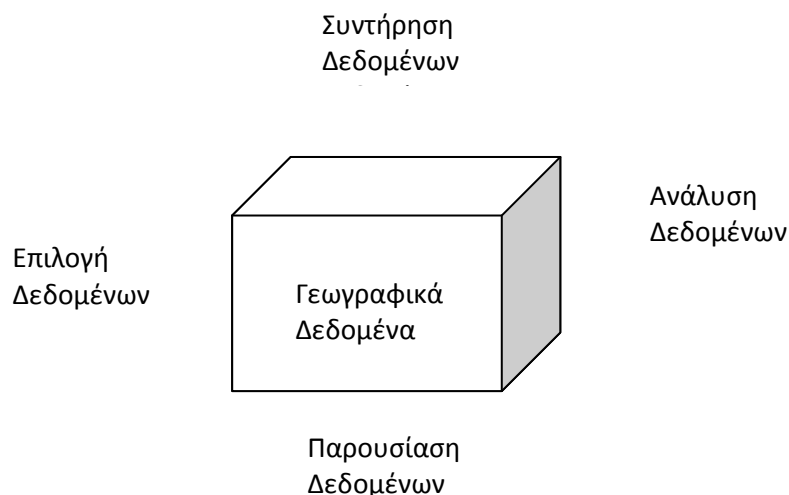 Συντήρηση
Δεδομένων
Ανάλυση
Δεδομένων
Επιλογή
Δεδομένων
Γεωγραφικά
Δεδομένα
Παρουσίαση
Δεδομένων